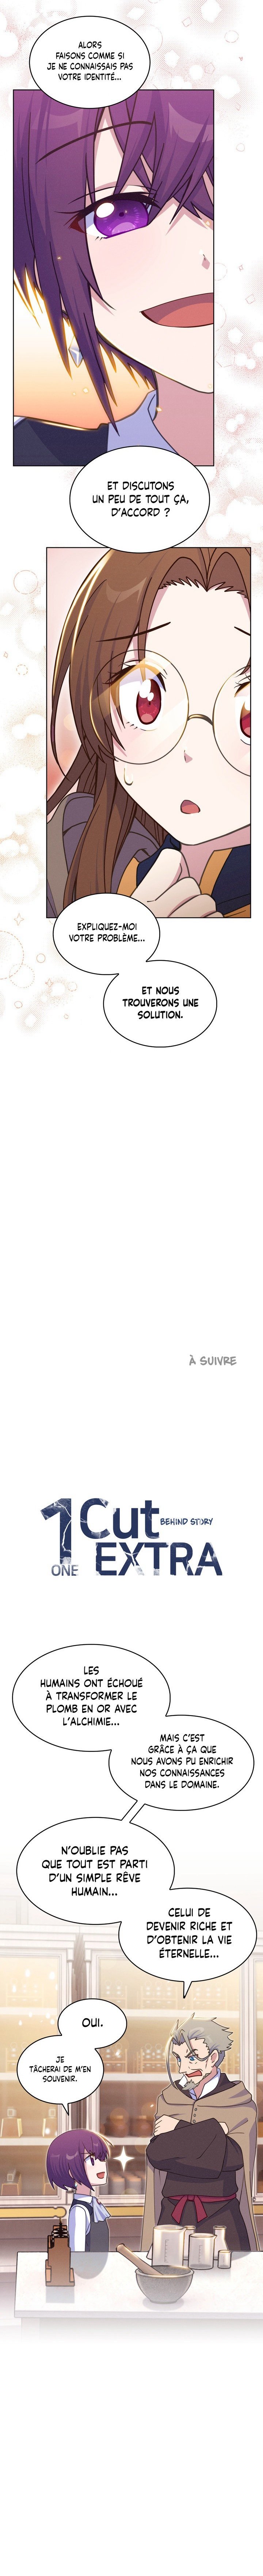 ALORS
FAISONS COMME SI
JE NE CONNAISSAIS PAS
VOTRE IDENTITÉ...
ET DISCUTONS
UN PEU DE TOUT ÇA,
D'ACCORD ?
EXPLIQUEZ-MOI
VOTRE PROBLÈME...
ET NOUS
TROUVERONS UNE
SOLUTION.
À SUIVRE
1 Cut BEHIND STORY
ONE EXTRA
LES
HUMAINS ONT ÉCHOUÉ
À TRANSFORMER LE
PLOMB EN OR AVEC
L'ALCHIMIE...
MAIS C'EST
GRÂCE À ÇA QUE
NOUS AVONS PU ENRICHIR
NOS CONNAISSANCES
DANS LE DOMAINE.
N'OUBLIE PAS
QUE TOUT EST PARTI
D'UN SIMPLE RÊVE
HUMAIN...
CELUI DE
DEVENIR RICHE ET
D'OBTENIR LA VIE
ÉTERNELLE...
OUI.
JE
TÂCHERAI DE M'EN
SOUVENIR.